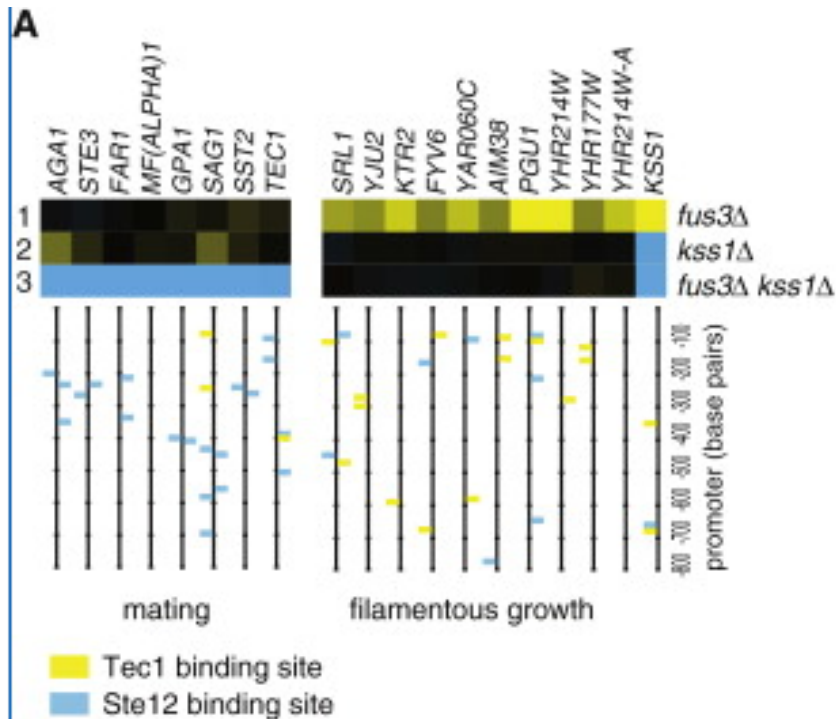 A
AGA1
STE3
FAR1
MF(ALPHA)1
GPA1
SAG1
SST2
TEC1
SRL1
YJU2
KTR2
FYV6
YAR060C
AIM38
PGU1
YHR214W
YHR177W
YHR214W-A
KSS1
1
fus3Δ
2
kss1Δ
3
fus3Δ kss1Δ
-100
-200
-300
-400
-500
-600
-700
-800
promoter (base pairs)
mating
filamentous growth
Tec1 binding site
Ste12 binding site